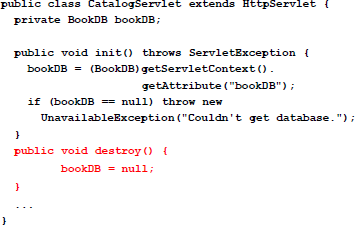 public class CatalogServlet extends HttpServlet {
private BookDB bookDB;
public void init() throws ServletException {
bookDB = (BookDB)getServletContext().
getAttribute("bookDB");
if (bookDB == null) throw new
UnavailableException("Couldn't get database.");
}
public void destroy() {
bookDB = null;
}
...
}